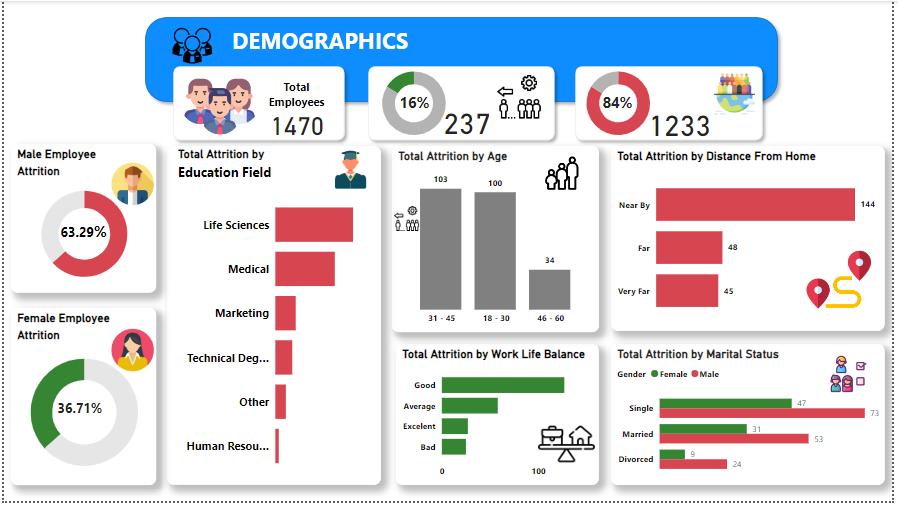 DEMOGRAPHICS
Total
Employees
1470
16%
237
84%
1233
Male Employee
Attrition
63.29%
Female Employee
Attrition
36.71%
Total Attrition by
Education Field
Life Sciences
Medical
Marketing
Technical Deg...
Other
Human Resou...
Total Attrition by Age
103
100
34
31 - 45
18 - 30
46 - 60
Total Attrition by Distance From Home
Near By
144
Far
48
Very Far
45
Total Attrition by Work Life Balance
Good
Average
Excelent
Bad
0
100
Total Attrition by Marital Status
Gender
Female
Male
Single
47
73
Married
31
53
Divorced
9
24